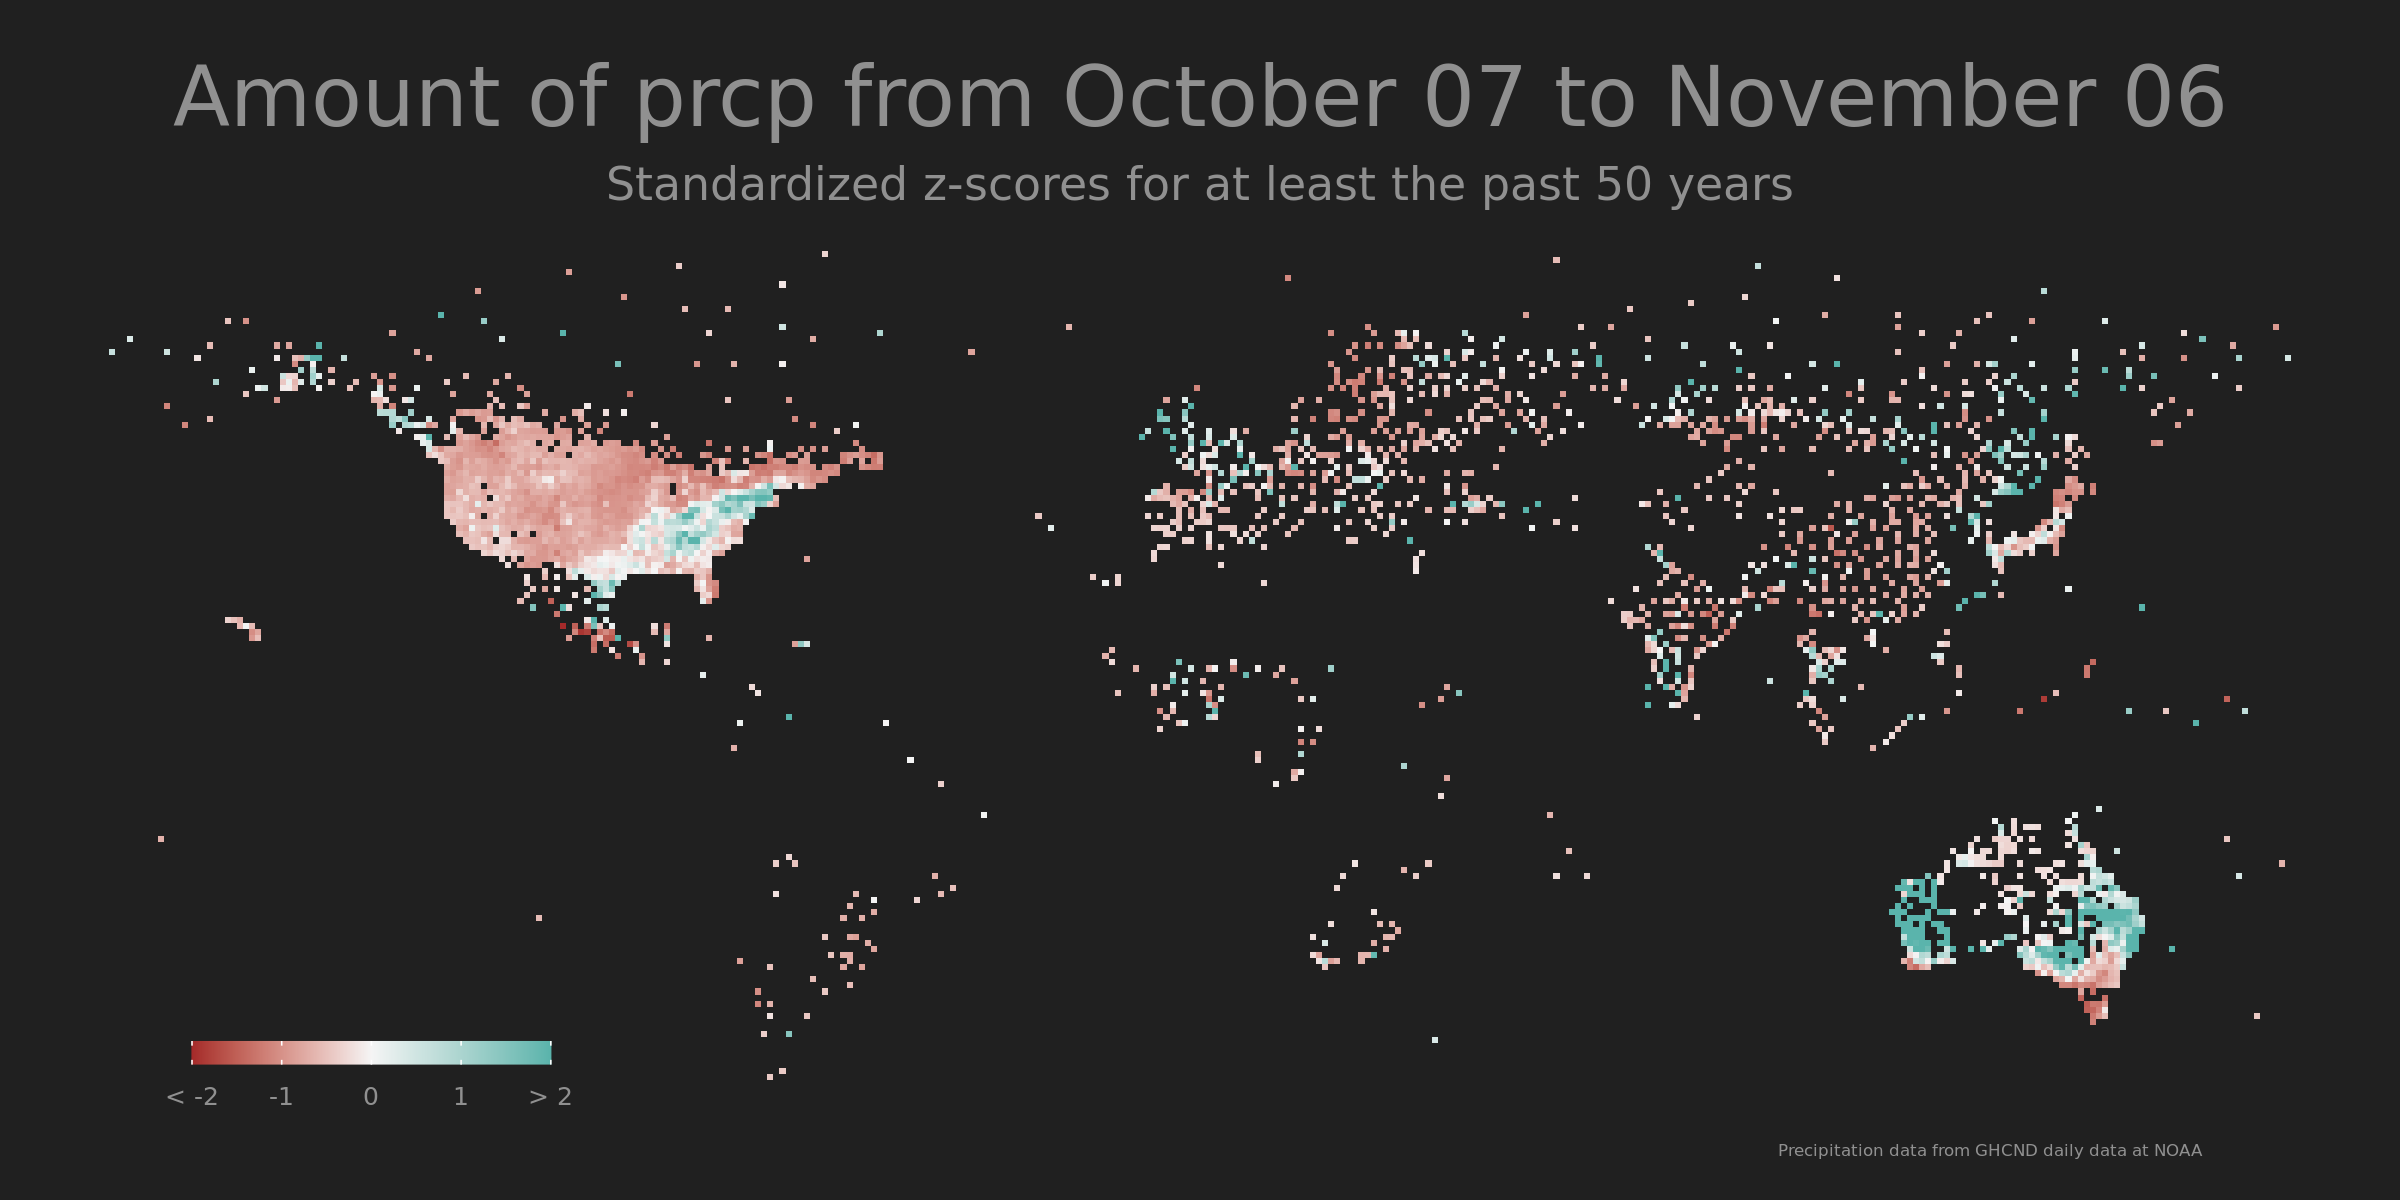 Amount of prcp from October 07 to November 06
Standardized z-scores for at least the past 50 years
< -2 -1 0 1 > 2
Precipitation data from GHCND daily data at NOAA